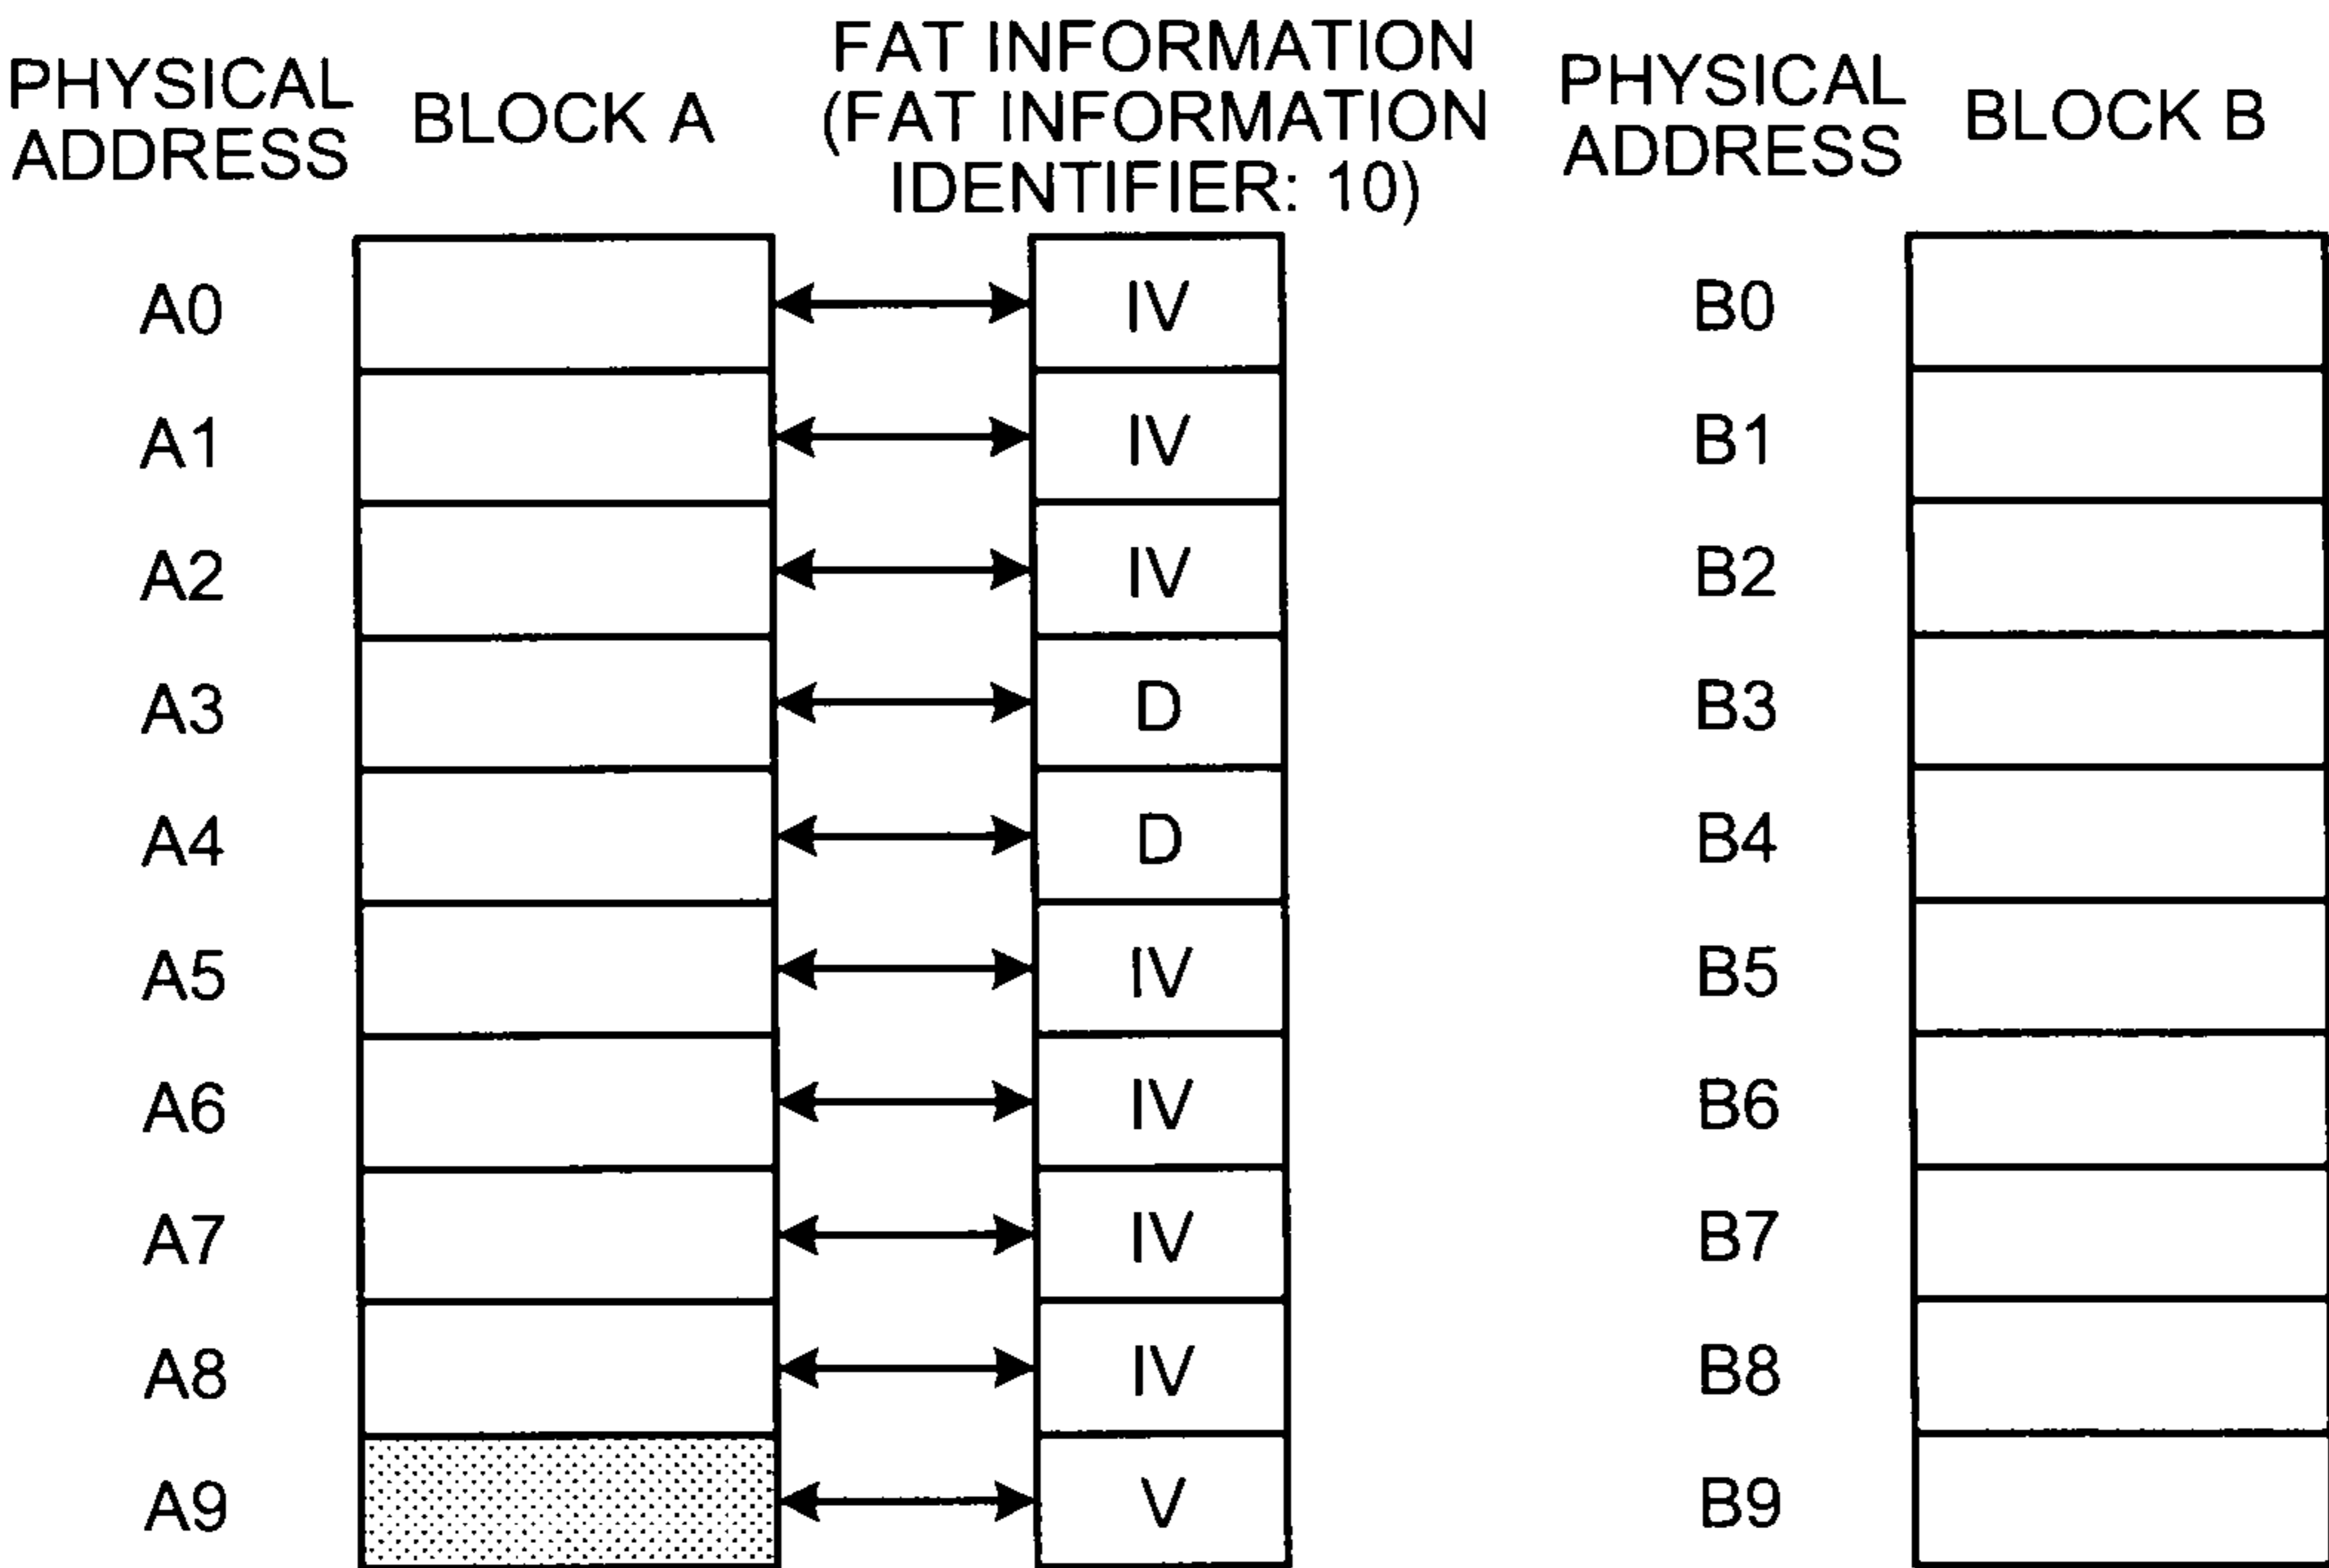 PHYSICAL
ADDRESS
BLOCK A
FAT INFORMATION
(FAT INFORMATION
IDENTIFIER: 10)
PHYSICAL
ADDRESS
BLOCK B
A0 IV B0
A1 IV B1
A2 IV B2
A3 D B3
A4 D B4
A5 IV B5
A6 IV B6
A7 IV B7
A8 IV B8
A9 V B9